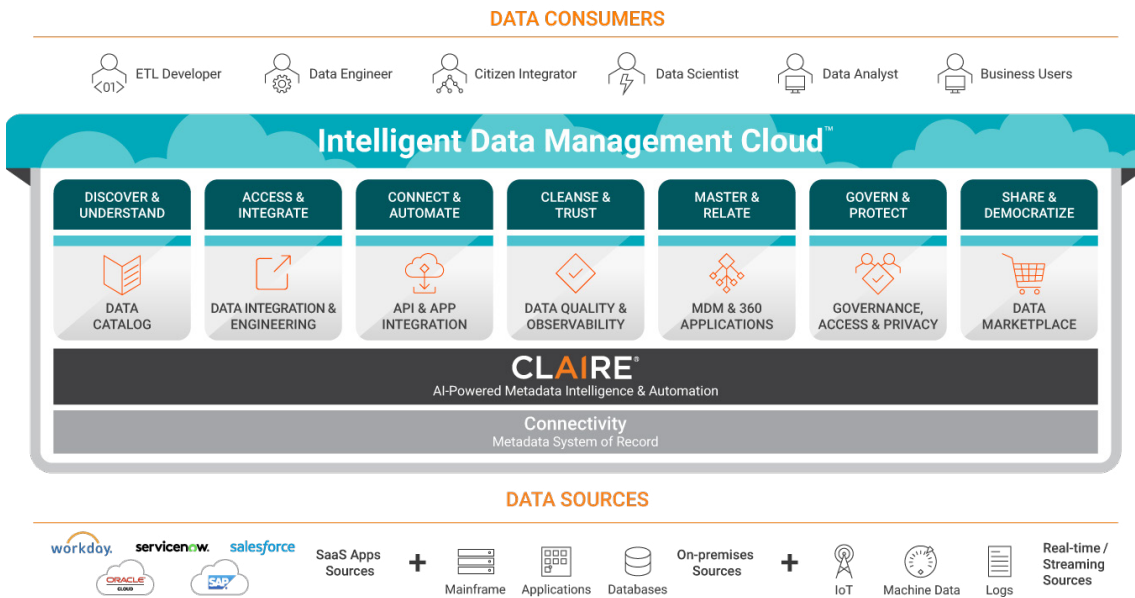 DATA CONSUMERS
<01>
ETL Developer
Data Engineer
Citizen Integrator
Data Scientist
Data Analyst
Business Users
Intelligent Data Management Cloud™
DISCOVER &
UNDERSTAND
ACCESS &
INTEGRATE
CONNECT &
AUTOMATE
CLEANSE &
TRUST
MASTER &
RELATE
GOVERN &
PROTECT
SHARE &
DEMOCRATIZE
DATA
CATALOG
DATA INTEGRATION &
ENGINEERING
API & APP
INTEGRATION
DATA QUALITY &
OBSERVABILITY
MDM & 360
APPLICATIONS
GOVERNANCE,
ACCESS & PRIVACY
DATA
MARKETPLACE
CLAIRE®
AI-Powered Metadata Intelligence & Automation
Connectivity
Metadata System of Record
DATA SOURCES
workday.
servicenow.
salesforce
ORACLE
CLOUD
SAP
SaaS Apps
Sources
+
Mainframe
Applications
Databases
On-premises
Sources
+
IoT
Machine Data
Logs
Real-time /
Streaming
Sources